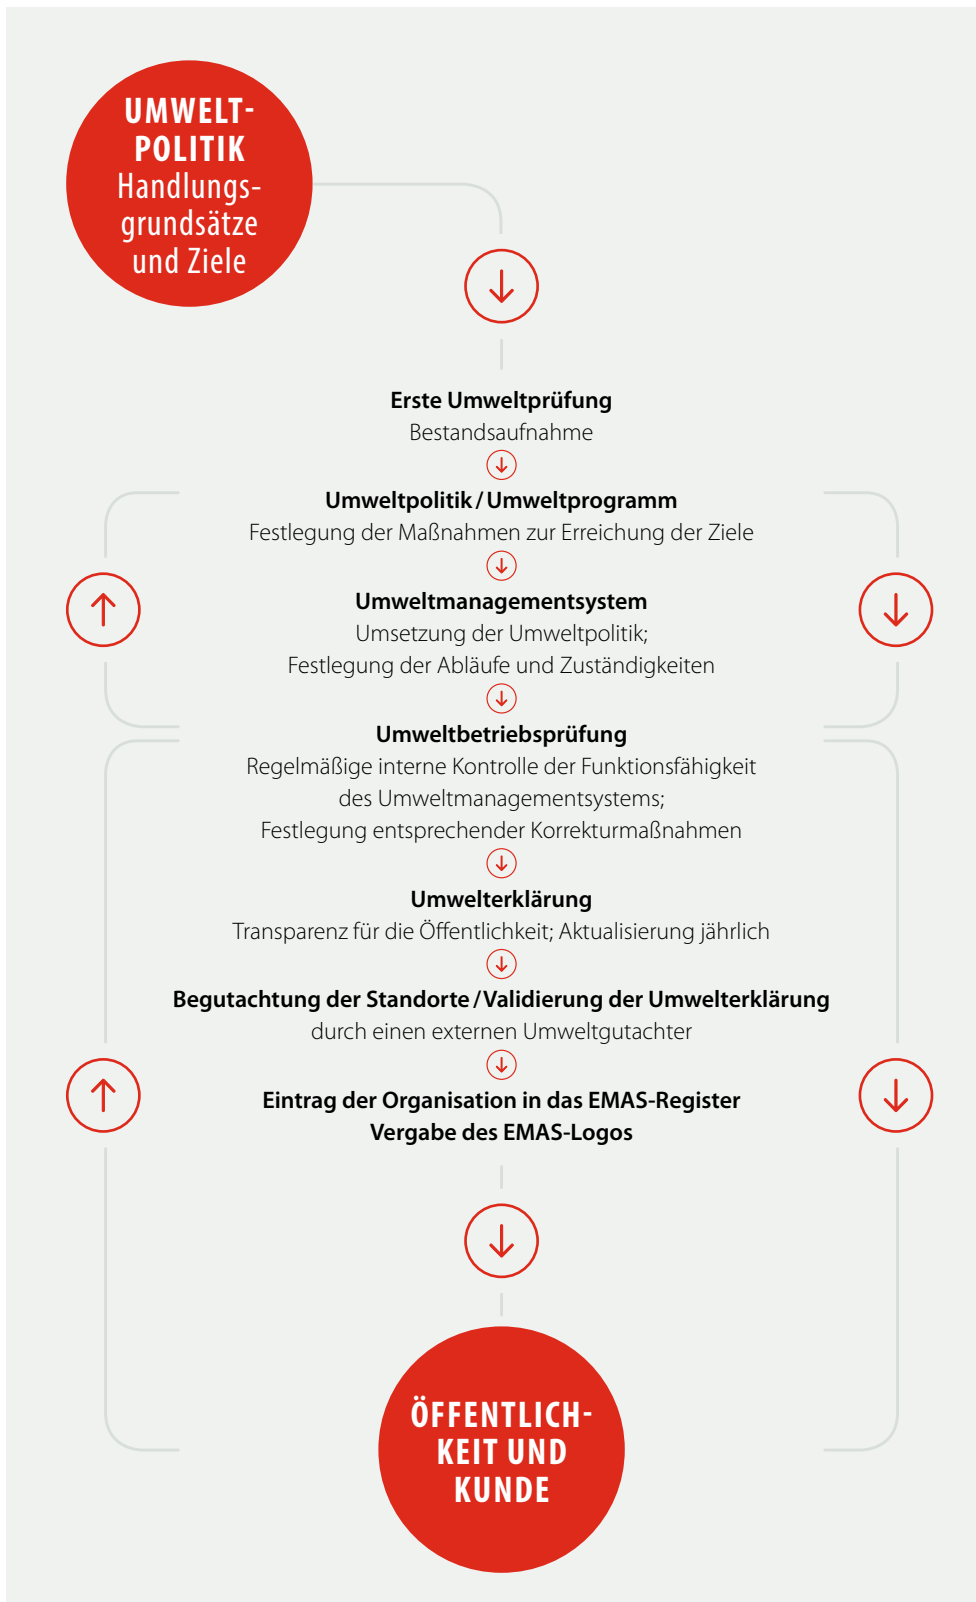 UMWELT-
POLITIK
Handlungs-
grundsätze
und Ziele
Erste Umweltprüfung
Bestandsaufnahme
Umweltpolitik / Umweltprogramm
Festlegung der Maßnahmen zur Erreichung der Ziele
Umweltmanagementsystem
Umsetzung der Umweltpolitik;
Festlegung der Abläufe und Zuständigkeiten
Umweltbetriebsprüfung
Regelmäßige interne Kontrolle der Funktionsfähigkeit
des Umweltmanagementsystems;
Festlegung entsprechender Korrekturmaßnahmen
Umwelterklärung
Transparenz für die Öffentlichkeit; Aktualisierung jährlich
Begutachtung der Standorte / Validierung der Umwelterklärung
durch einen externen Umweltgutachter
Eintrag der Organisation in das EMAS-Register
Vergabe des EMAS-Logos
ÖFFENTLICH-
KEIT UND
KUNDE